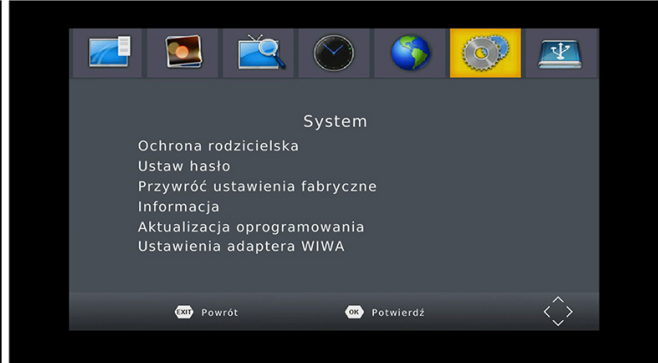 System
Ochrona rodzicielska
Ustaw hasło
Przywróć ustawienia fabryczne
Informacja
Aktualizacja oprogramowania
Ustawienia adaptera WIWA
EXIT Powrót
OK Potwierdź